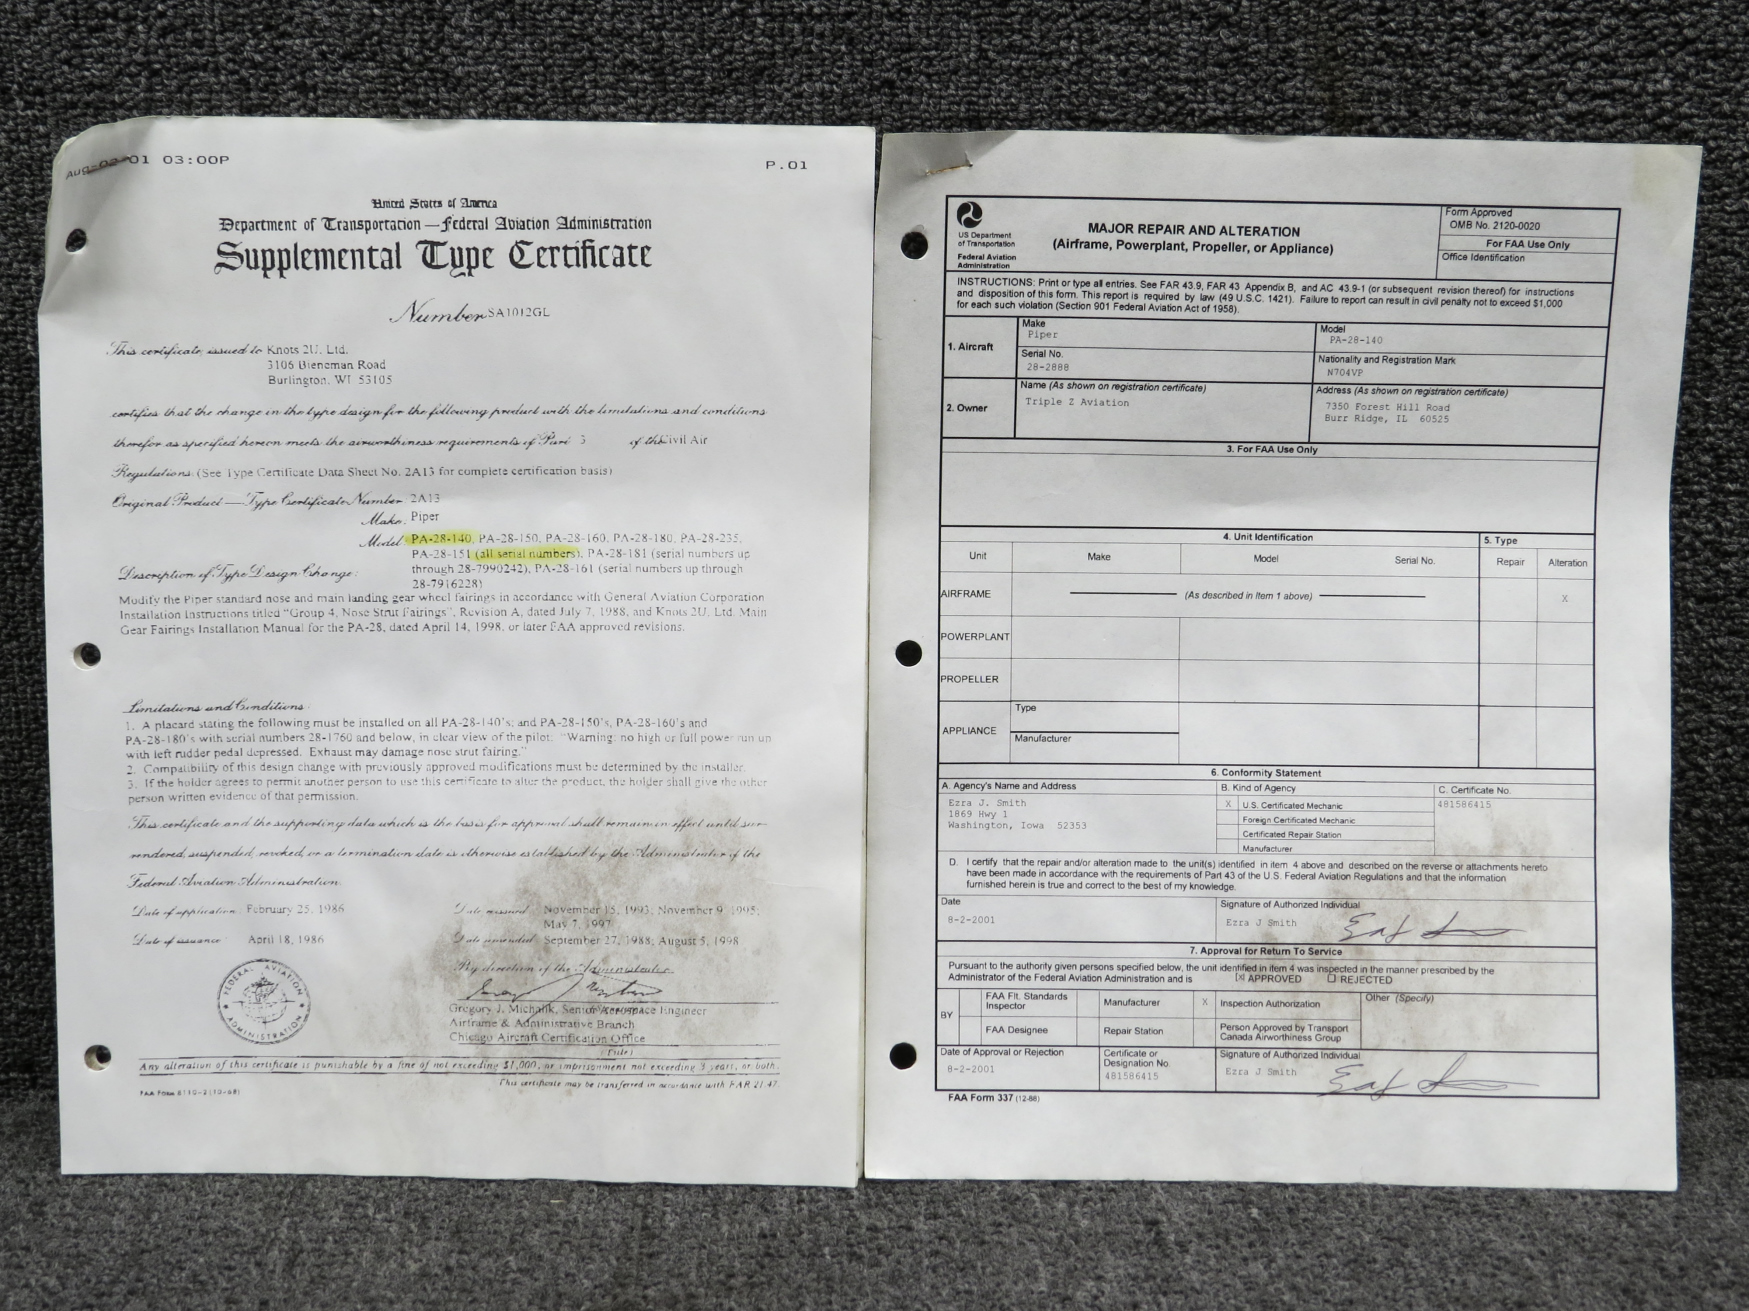 Aug-02-01 03:00P
P.01
United States of America
Department of Transportation — Federal Aviation Administration
Supplemental Type Certificate
Number SA1012GL
This certificate, issued to Knots 2U, Ltd.
3106 Bieneman Road
Burlington, WI 53105
certifies that the change in the type design for the following product with the limitations and conditions
therefor as specified hereon meets the airworthiness requirements of Part 3 of the Civil Air
Regulations. (See Type Certificate Data Sheet No. 2A13 for complete certification basis)
Original Product — Type Certificate Number: 2A13
Make: Piper
Model: PA-28-140, PA-28-150, PA-28-160, PA-28-180, PA-28-235,
PA-28-151 (all serial numbers), PA-28-181 (serial numbers up
through 28-7990242), PA-28-161 (serial numbers up through
28-7916228)
Description of Type Design Change:
Modify the Piper standard nose and main landing gear wheel fairings in accordance with General Aviation Corporation
Installation Instructions titled "Group 4, Nose Strut Fairings", Revision A, dated July 7, 1988, and Knots 2U, Ltd. Main
Gear Fairings Installation Manual for the PA-28, dated April 14, 1998, or later FAA approved revisions.
Limitations and Conditions:
1. A placard stating the following must be installed on all PA-28-140's; and PA-28-150's, PA-28-160's and
PA-28-180's with serial numbers 28-1760 and below, in clear view of the pilot: "Warning: no high or full power run up
with left rudder pedal depressed. Exhaust may damage nose strut fairing."
2. Compatibility of this design change with previously approved modifications must be determined by the installer.
3. If the holder agrees to permit another person to use this certificate to alter the product, the holder shall give the other
person written evidence of that permission.
This certificate and the supporting data which is the basis for approval shall remain in effect until sur-
rendered, suspended, revoked, or a termination date is otherwise established by the Administrator of the
Federal Aviation Administration.
Date of application: February 25, 1986
Date reissued: November 15, 1993; November 9, 1995;
May 7, 1997
Date of issuance: April 18, 1986
Date amended: September 27, 1988; August 5, 1998
By direction of the Administrator
FEDERAL AVIATION ADMINISTRATION
Gregory J. Michalik, Senior Aerospace Engineer
Airframe & Administrative Branch
Chicago Aircraft Certification Office
(Title)
Any alteration of this certificate is punishable by a fine of not exceeding $1,000, or imprisonment not exceeding 3 years, or both.
This certificate may be transferred in accordance with FAR 21.47.
FAA Form 8110-2 (10-68)
US Department
of Transportation
Federal Aviation
Administration
MAJOR REPAIR AND ALTERATION
(Airframe, Powerplant, Propeller, or Appliance)
Form Approved
OMB No. 2120-0020
For FAA Use Only
Office Identification
INSTRUCTIONS: Print or type all entries. See FAR 43.9, FAR 43 Appendix B, and AC 43.9-1 (or subsequent revision thereof) for instructions
and disposition of this form. This report is required by law (49 U.S.C. 1421). Failure to report can result in civil penalty not to exceed $1,000
for each such violation (Section 901 Federal Aviation Act of 1958).
1. Aircraft
Make
Piper
Model
PA-28-140
Serial No.
28-2888
Nationality and Registration Mark
N704VP
2. Owner
Name (As shown on registration certificate)
Triple Z Aviation
Address (As shown on registration certificate)
7350 Forest Hill Road
Burr Ridge, IL 60525
3. For FAA Use Only
4. Unit Identification
5. Type
Unit
Make
Model
Serial No.
Repair
Alteration
AIRFRAME
(As described in Item 1 above)
X
POWERPLANT
PROPELLER
APPLIANCE
Type
Manufacturer
6. Conformity Statement
A. Agency's Name and Address
B. Kind of Agency
C. Certificate No.
Ezra J. Smith
1869 Hwy 1
Washington, Iowa 52353
X U.S. Certificated Mechanic
Foreign Certificated Mechanic
Certificated Repair Station
Manufacturer
481586415
D. I certify that the repair and/or alteration made to the unit(s) identified in item 4 above and described on the reverse or attachments hereto
have been made in accordance with the requirements of Part 43 of the U.S. Federal Aviation Regulations and that the information
furnished herein is true and correct to the best of my knowledge.
Date
8-2-2001
Signature of Authorized Individual
Ezra J Smith
7. Approval for Return To Service
Pursuant to the authority given persons specified below, the unit identified in item 4 was inspected in the manner prescribed by the
Administrator of the Federal Aviation Administration and is X APPROVED REJECTED
BY
FAA Flt. Standards
Inspector
Manufacturer
X Inspection Authorization
Other (Specify)
FAA Designee
Repair Station
Person Approved by Transport
Canada Airworthiness Group
Date of Approval or Rejection
8-2-2001
Certificate or
Designation No
481586415
Signature of Authorized Individual
Ezra J Smith
FAA Form 337 (12-88)